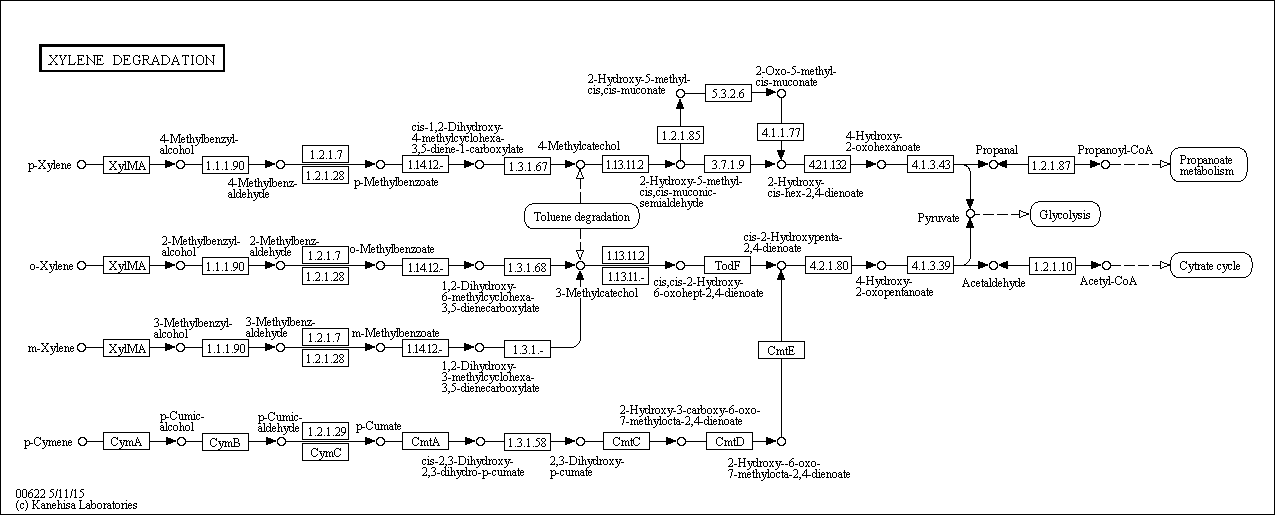 XYLENE DEGRADATION
2-Hydroxy-5-methyl-
cis,cis-muconate
5.3.2.6
2-Oxo-5-methyl-
cis-muconate
1.2.1.85
4.1.1.77
p-Xylene
XylMA
4-Methylbenzyl-
alcohol
1.1.1.90
4-Methylbenz-
aldehyde
1.2.1.7
1.2.1.28
p-Methylbenzoate
1.14.12.-
cis-1,2-Dihydroxy-
4-methylcyclohexa-
3,5-diene-1-carboxylate
1.3.1.67
4-Methylcatechol
1.13.11.2
2-Hydroxy-5-methyl-
cis,cis-muconic-
semialdehyde
3.7.1.9
2-Hydroxy-
cis-hex-2,4-dienoate
4.2.1.132
4-Hydroxy-
2-oxohexanoate
4.1.3.43
Propanal
1.2.1.87
Propanoyl-CoA
Propanoate
metabolism
Toluene degradation
Pyruvate
Glycolysis
o-Xylene
XylMA
2-Methylbenzyl-
alcohol
1.1.1.90
2-Methylbenz-
aldehyde
1.2.1.7
1.2.1.28
o-Methylbenzoate
1.14.12.-
1,2-Dihydroxy-
6-methylcyclohexa-
3,5-dienecarboxylate
1.3.1.68
3-Methylcatechol
1.13.11.2
1.13.11.-
cis,cis-2-Hydroxy-
6-oxohept-2,4-dienoate
TodF
cis-2-Hydroxypenta-
2,4-dienoate
4.2.1.80
4-Hydroxy-
2-oxopentanoate
4.1.3.39
Acetaldehyde
1.2.1.10
Acetyl-CoA
Cytrate cycle
m-Xylene
XylMA
3-Methylbenzyl-
alcohol
1.1.1.90
3-Methylbenz-
aldehyde
1.2.1.7
1.2.1.28
m-Methylbenzoate
1.14.12.-
1,2-Dihydroxy-
3-methylcyclohexa-
3,5-dienecarboxylate
1.3.1.-
CmtE
p-Cymene
CymA
p-Cumic-
alcohol
CymB
p-Cumic-
aldehyde
1.2.1.29
CymC
p-Cumate
CmtA
cis-2,3-Dihydroxy-
2,3-dihydro-p-cumate
1.3.1.58
2,3-Dihydroxy-
p-cumate
CmtC
2-Hydroxy-3-carboxy-6-oxo-
7-methylocta-2,4-dienoate
CmtD
2-Hydroxy--6-oxo-
7-methylocta-2,4-dienoate
00622 5/11/15
(c) Kanehisa Laboratories